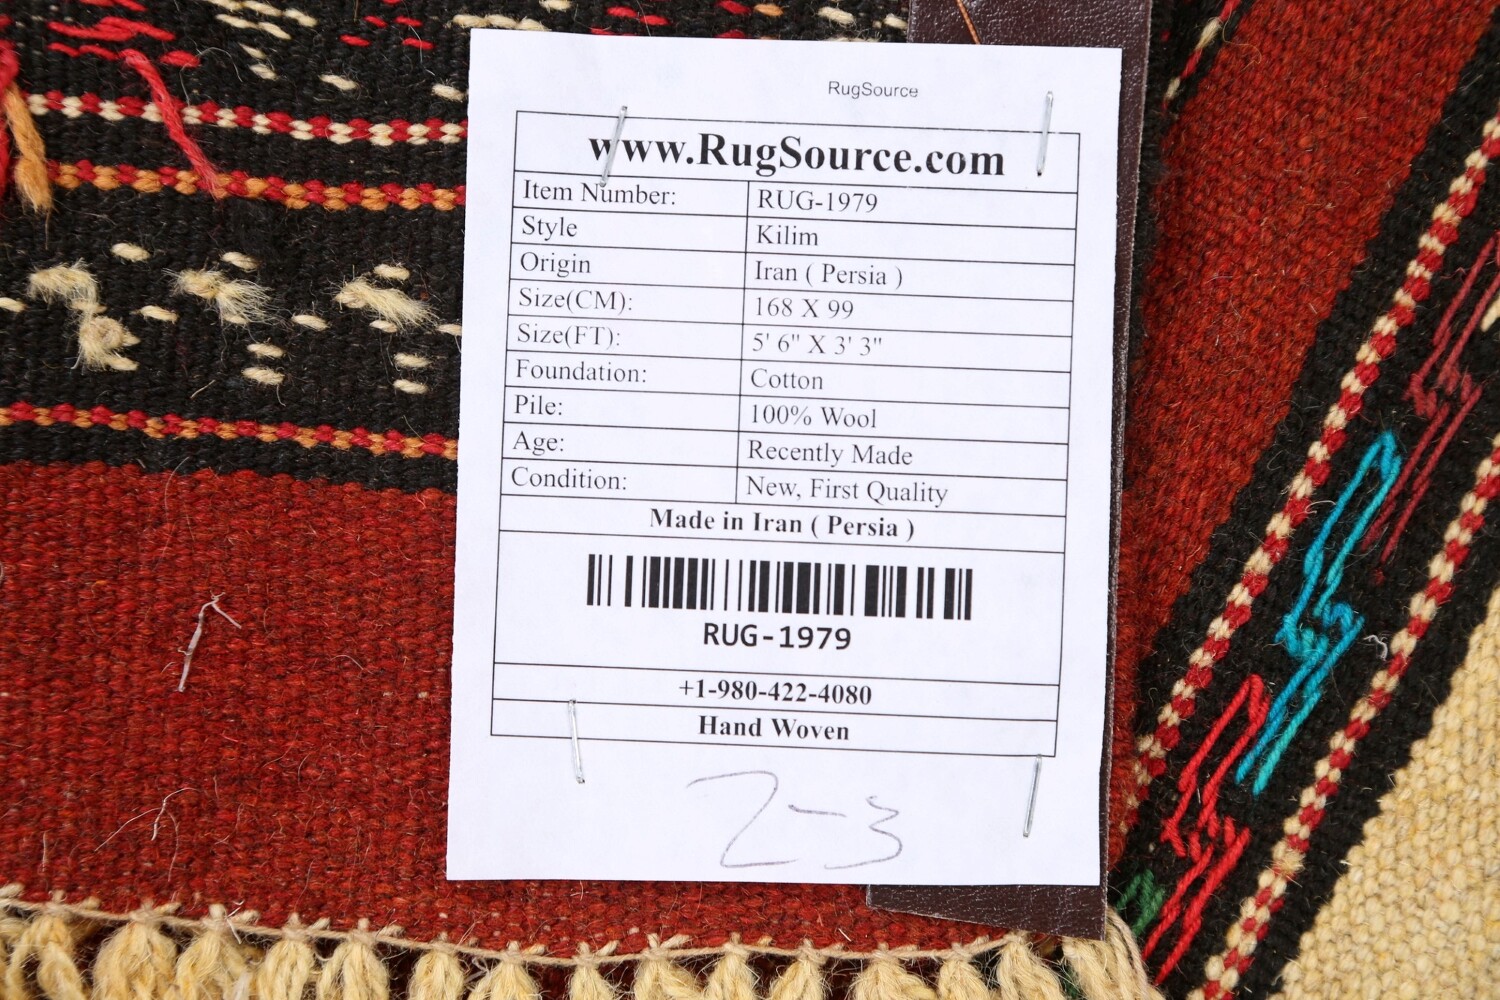 RugSource
www.RugSource.com
Item Number: RUG-1979
Style Kilim
Origin Iran ( Persia )
Size(CM): 168 X 99
Size(FT): 5' 6" X 3' 3"
Foundation: Cotton
Pile: 100% Wool
Age: Recently Made
Condition: New, First Quality
Made in Iran ( Persia )
RUG-1979
+1-980-422-4080
Hand Woven
2-3